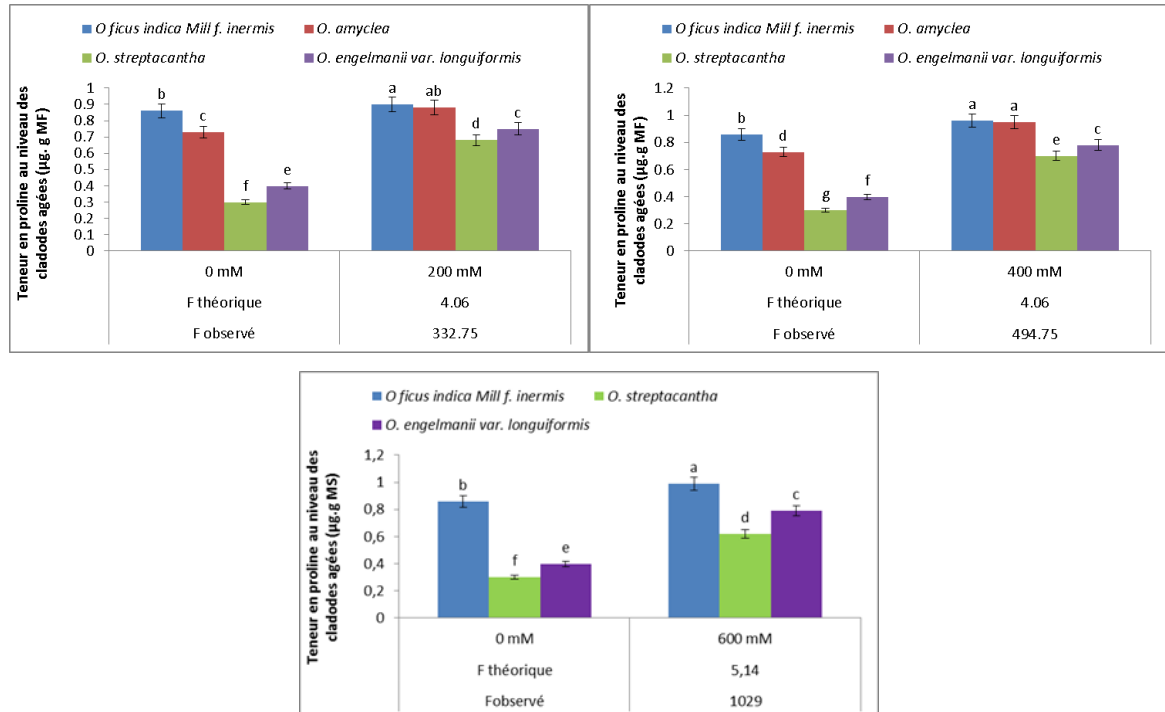 O ficus indica Mill f. inermis
O. amyclea
O. streptacantha
O. engelmanii var. longuiformis
Teneur en proline au niveau des
cladodes agées (µg. g MF)
1
0.9
0.8
0.7
0.6
0.5
0.4
0.3
0.2
0.1
0
b
c
f
e
a
ab
d
c
0 mM
200 mM
F théorique
4.06
F observé
332.75
O ficus indica Mill f. inermis
O. amyclea
O. streptacantha
O. engelmanii var. longuiformis
Teneur en proline au niveau des
cladodes agées (µg.g MF)
1.2
1
0.8
0.6
0.4
0.2
0
b
d
g
f
a
a
e
c
0 mM
400 mM
F théorique
4.06
F observé
494.75
O ficus indica Mill f. inermis
O. streptacantha
O. engelmanii var. longuiformis
Teneur en proline au niveau des
cladodes agées (µg.g MS)
1,2
1
0,8
0,6
0,4
0,2
0
b
f
e
a
d
c
0 mM
600 mM
F théorique
5,14
Fobservé
1029